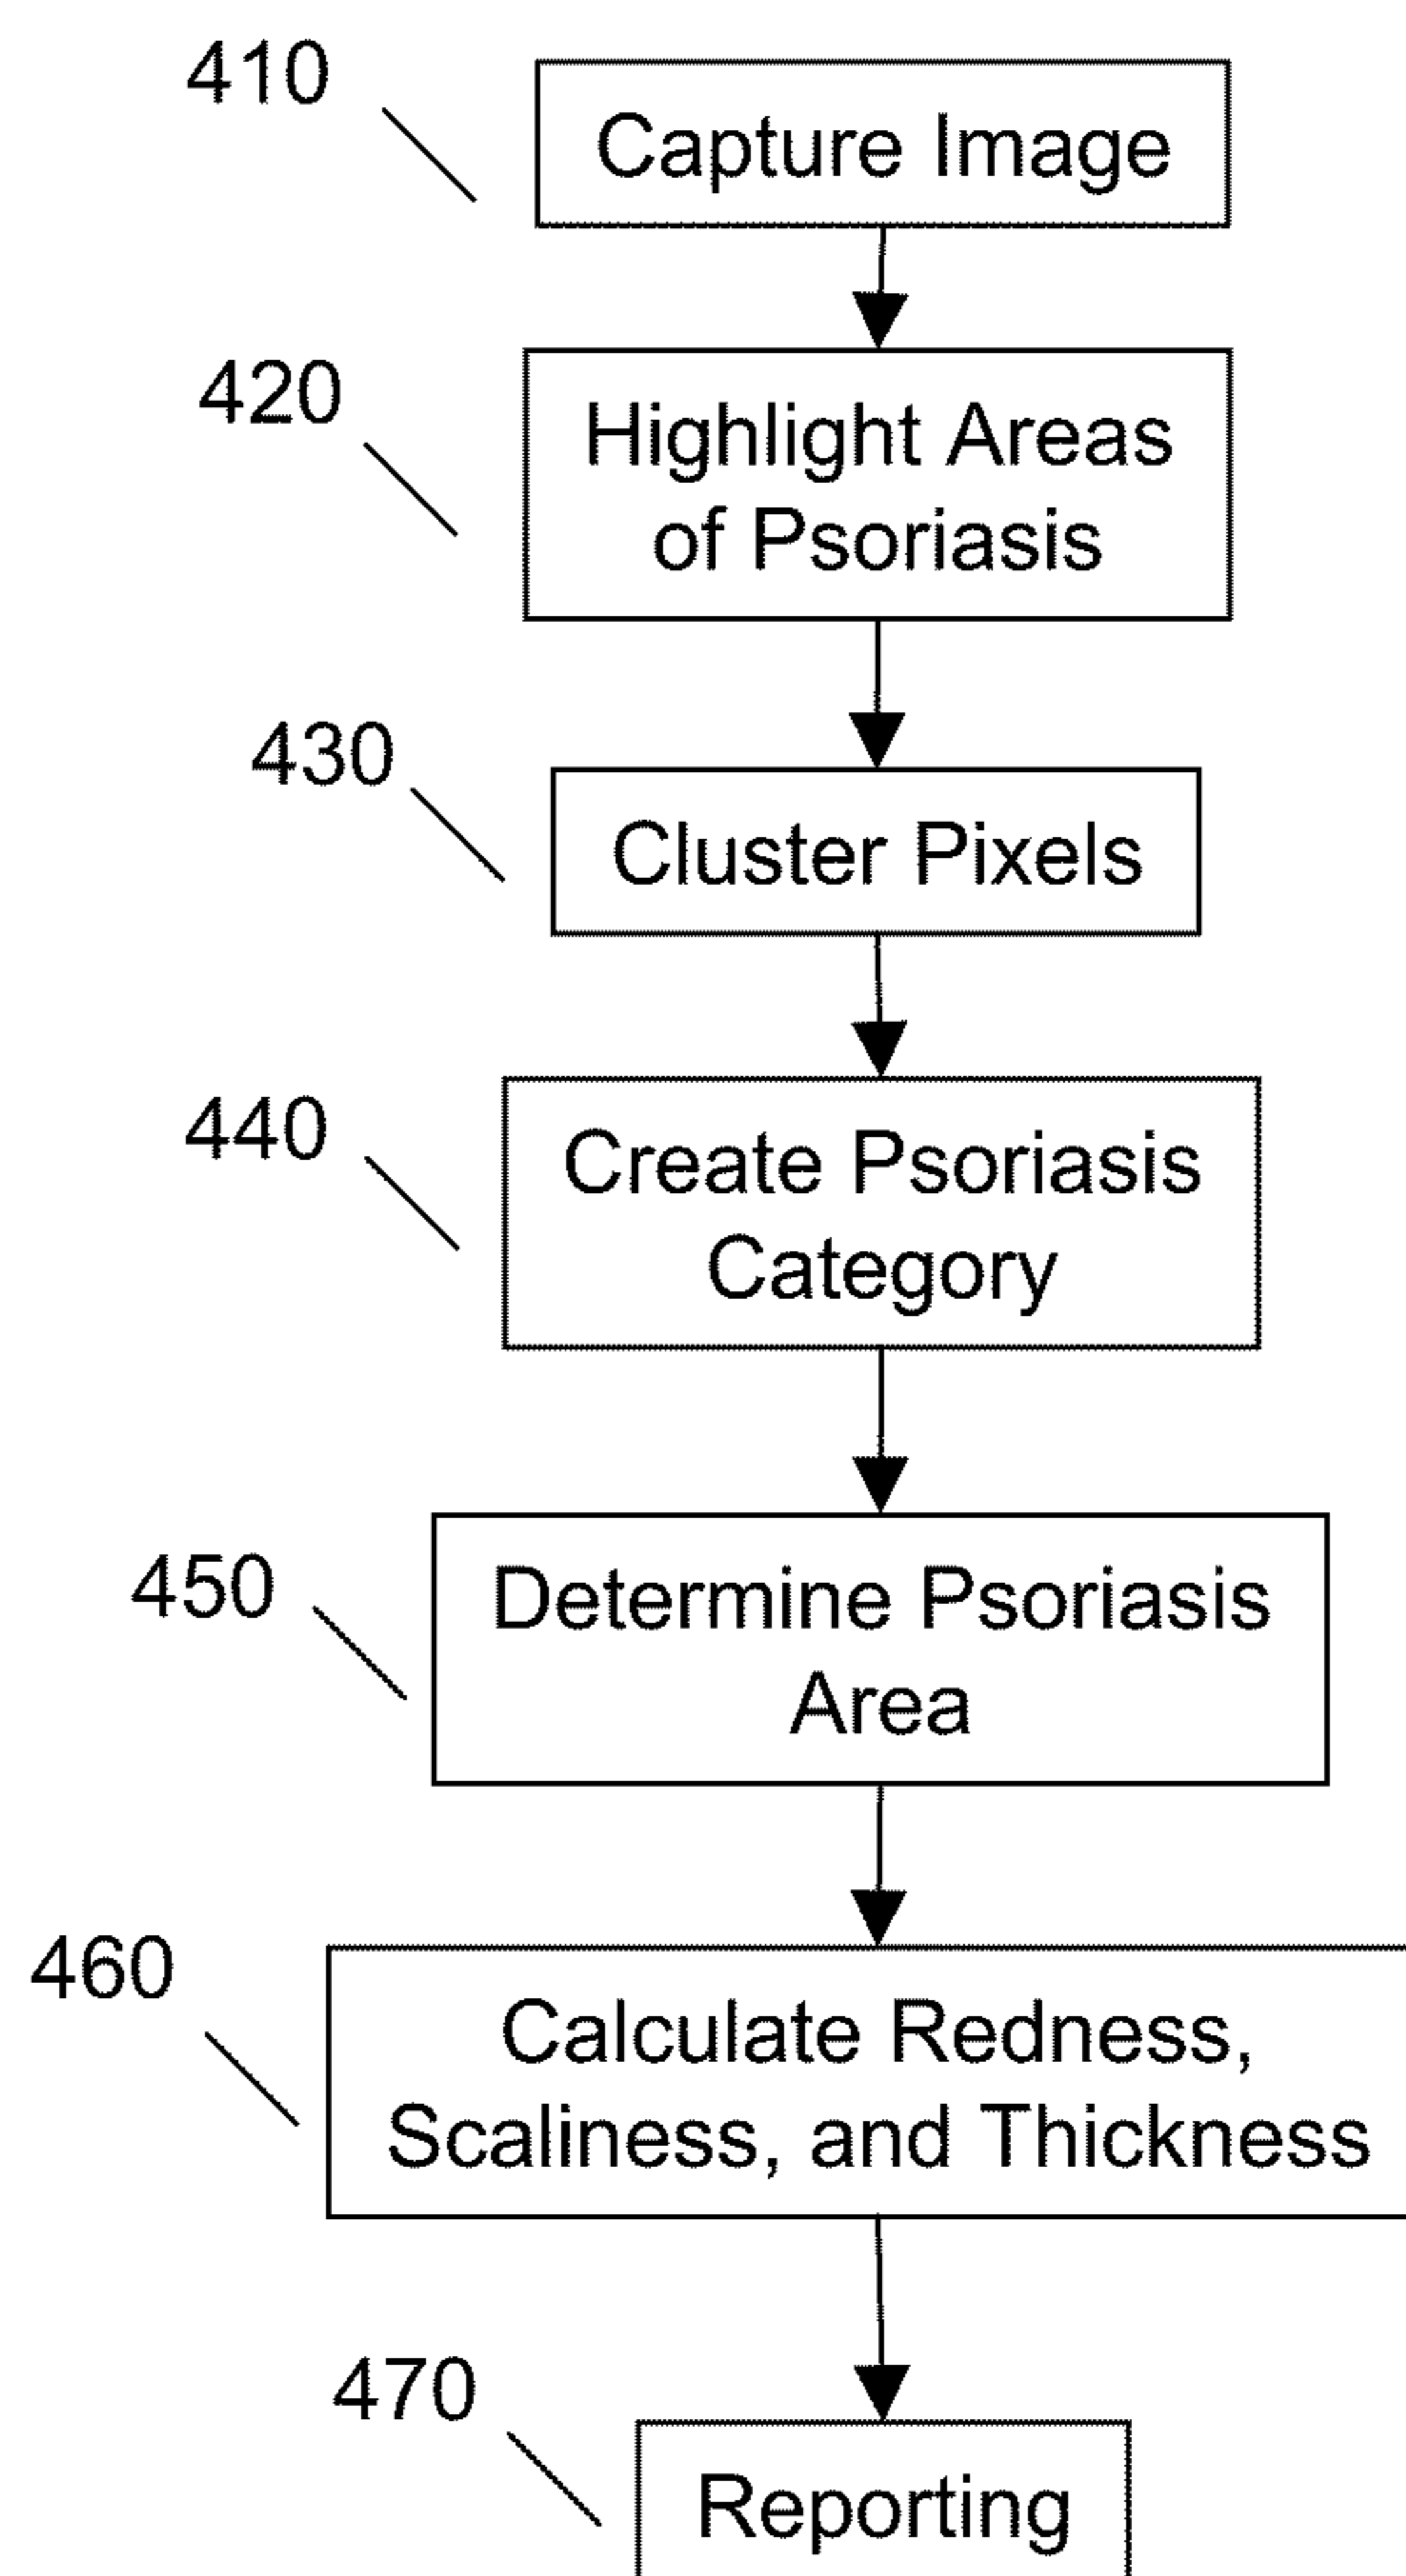 410
Capture Image
420
Highlight Areas
of Psoriasis
430
Cluster Pixels
440
Create Psoriasis
Category
450
Determine Psoriasis
Area
460
Calculate Redness,
Scaliness, and Thickness
470
Reporting